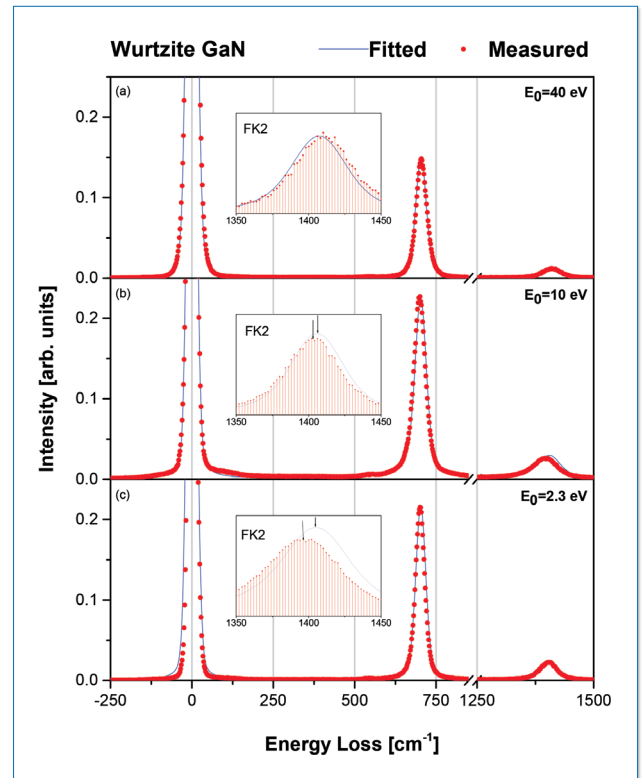 Wurtzite GaN Fitted Measured
(a) E0=40 eV
0.2
FK2
0.1
1350 1400 1450
0.0
(b) E0=10 eV
0.2
FK2
0.1
1350 1400 1450
0.0
(c) E0=2.3 eV
0.2
FK2
0.1
1350 1400 1450
0.0
-250 0 250 500 750 1250 1500
Intensity [arb. units]
Energy Loss [cm-1]